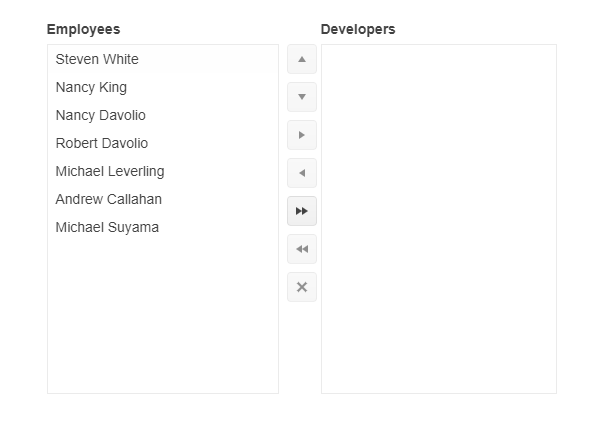 Employees
Developers
Steven White
Nancy King
Nancy Davolio
Robert Davolio
Michael Leverling
Andrew Callahan
Michael Suyama